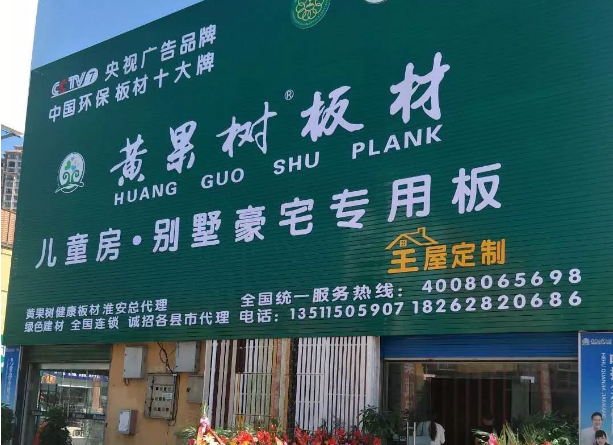 CCTV7 央视广告品牌
中国环保板材十大牌
黄果树®板材
HUANG GUO SHU PLANK
儿童房·别墅豪宅专用板
全屋定制
黄果树健康板材 淮安总代理
全国统一服务热线：4008065698
绿色建材 全国连锁 诚招各县市代理
电话：13511505907 18262820686